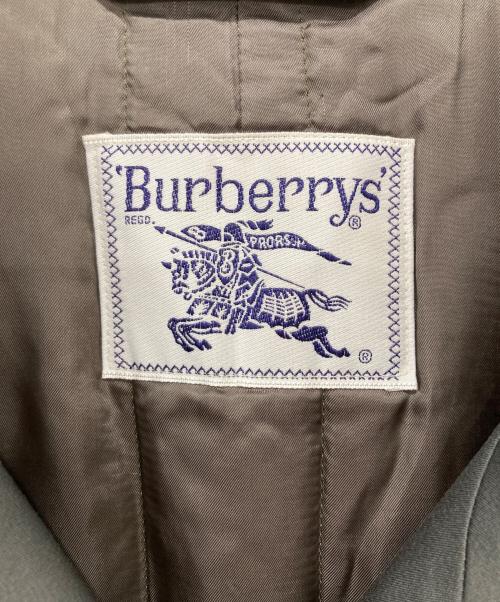 'Burberrys'
REGD. ®
PRORSUM
®